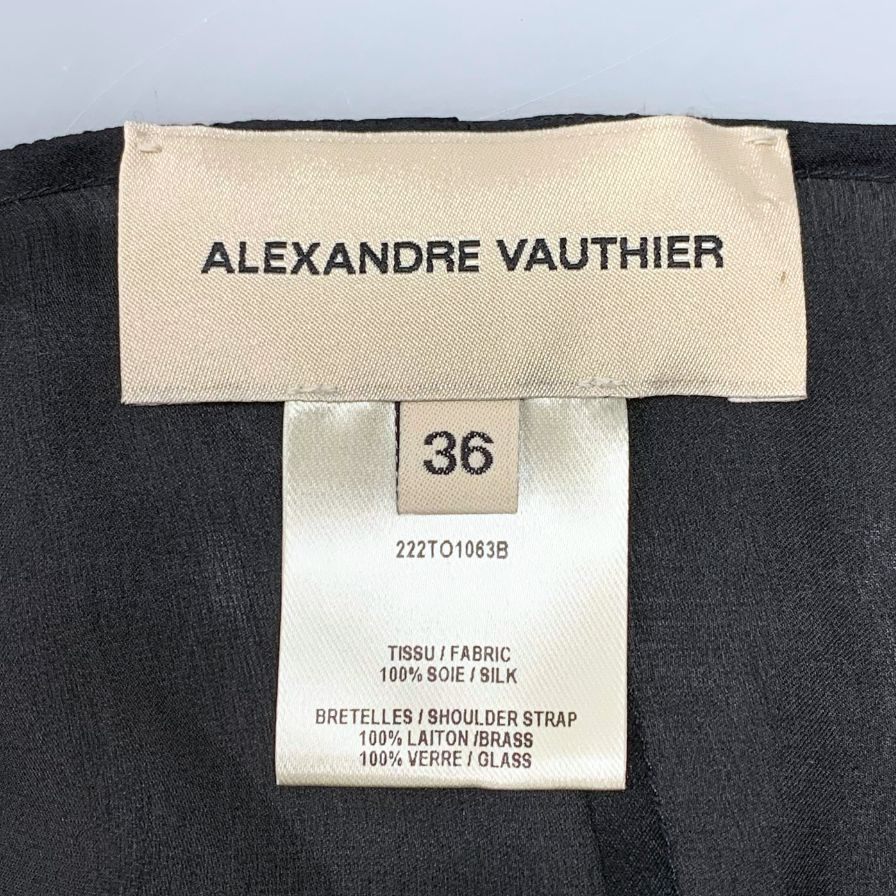 ALEXANDRE VAUTHIER
36
222TO1063B
TISSU / FABRIC
100% SOIE / SILK
BRETELLES / SHOULDER STRAP
100% LAITON /BRASS
100% VERRE / GLASS